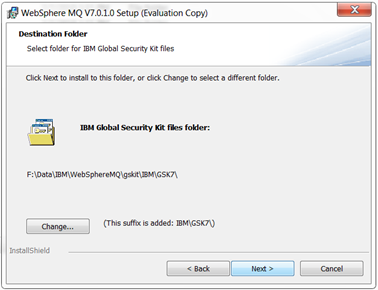 WebSphere MQ V7.0.1.0 Setup (Evaluation Copy)
Destination Folder
Select folder for IBM Global Security Kit files
Click Next to install to this folder, or click Change to select a different folder.
IBM Global Security Kit files folder:
F:\Data\IBM\WebSphereMQ\gskit\IBM\GSK7\
Change...
(This suffix is added: IBM\GSK7\)
InstallShield
< Back
Next >
Cancel